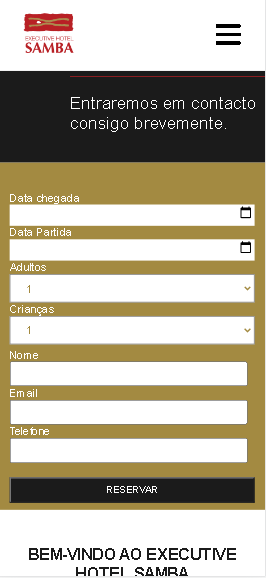 EXECUTIVE HOTEL
SAMBA
Entraremos em contacto
consigo brevemente.
Data chegada
Data Partida
Adultos
1
Crianças
1
Nome
Email
Telefone
RESERVAR
BEM-VINDO AO EXECUTIVE
HOTEL SAMBA